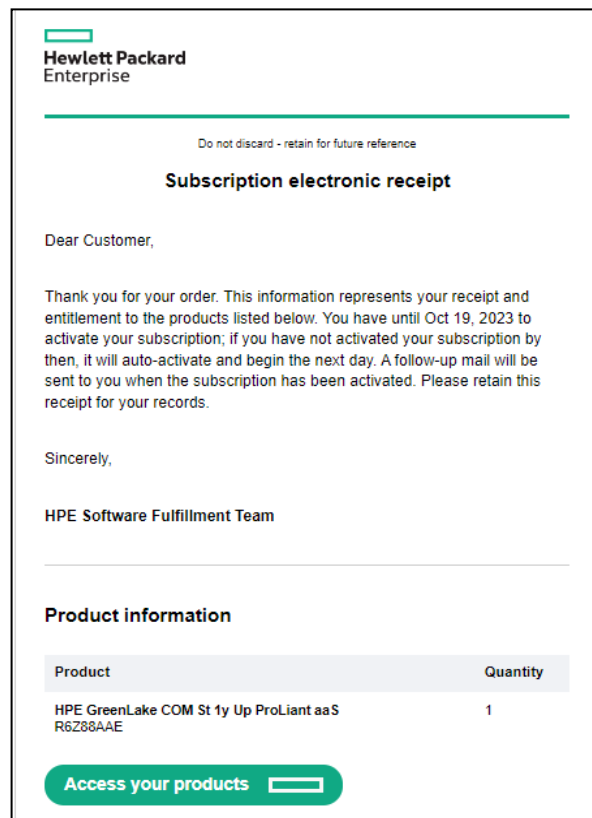 Hewlett Packard
Enterprise
Do not discard - retain for future reference
Subscription electronic receipt
Dear Customer,
Thank you for your order. This information represents your receipt and
entitlement to the products listed below. You have until Oct 19, 2023 to
activate your subscription; if you have not activated your subscription by
then, it will auto-activate and begin the next day. A follow-up mail will be
sent to you when the subscription has been activated. Please retain this
receipt for your records.
Sincerely,
HPE Software Fulfillment Team
Product information
Product Quantity
HPE GreenLake COM St 1y Up ProLiant aaS 1
R6Z88AAE
Access your products